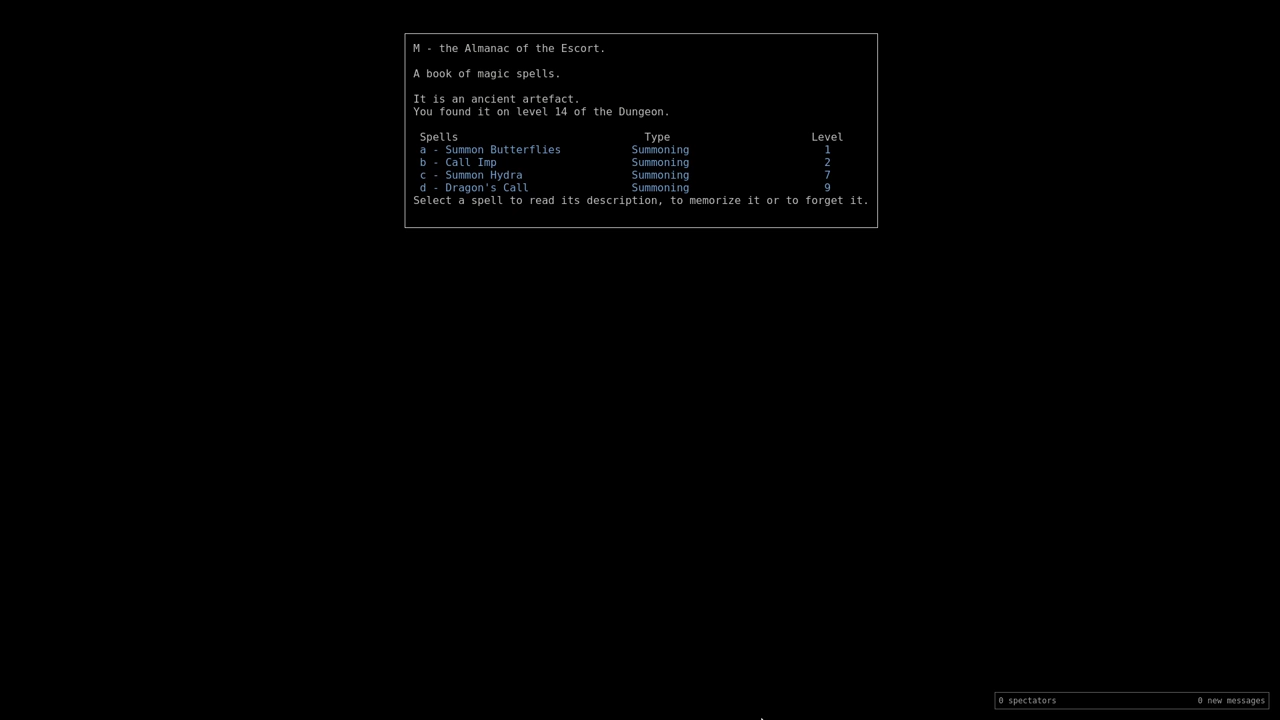 M - the Almanac of the Escort.
A book of magic spells.
It is an ancient artefact.
You found it on level 14 of the Dungeon.
Spells Type Level
a - Summon Butterflies Summoning 1
b - Call Imp Summoning 2
c - Summon Hydra Summoning 7
d - Dragon's Call Summoning 9
Select a spell to read its description, to memorize it or to forget it.
0 spectators 0 new messages